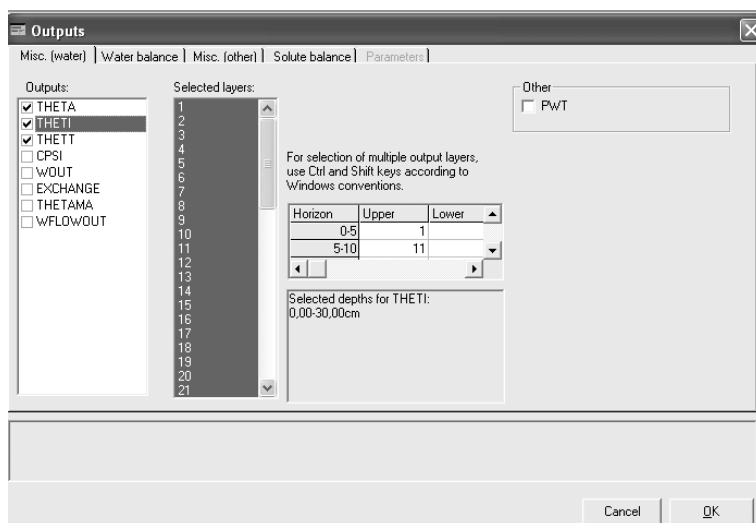 Outputs
Misc. (water) Water balance Misc. (other) Solute balance Parameters
Outputs:
THETA
THETI
THETT
CPSI
WOUT
EXCHANGE
THETAMA
WFLOWOUT
Selected layers:
1
2
3
4
5
6
7
8
9
10
11
12
13
14
15
16
17
18
19
20
21
For selection of multiple output layers,
use Ctrl and Shift keys according to
Windows conventions.
Horizon Upper Lower
0-5 1
5-10 11
Selected depths for THETI:
0,00-30,00cm
Other
PWT
Cancel OK